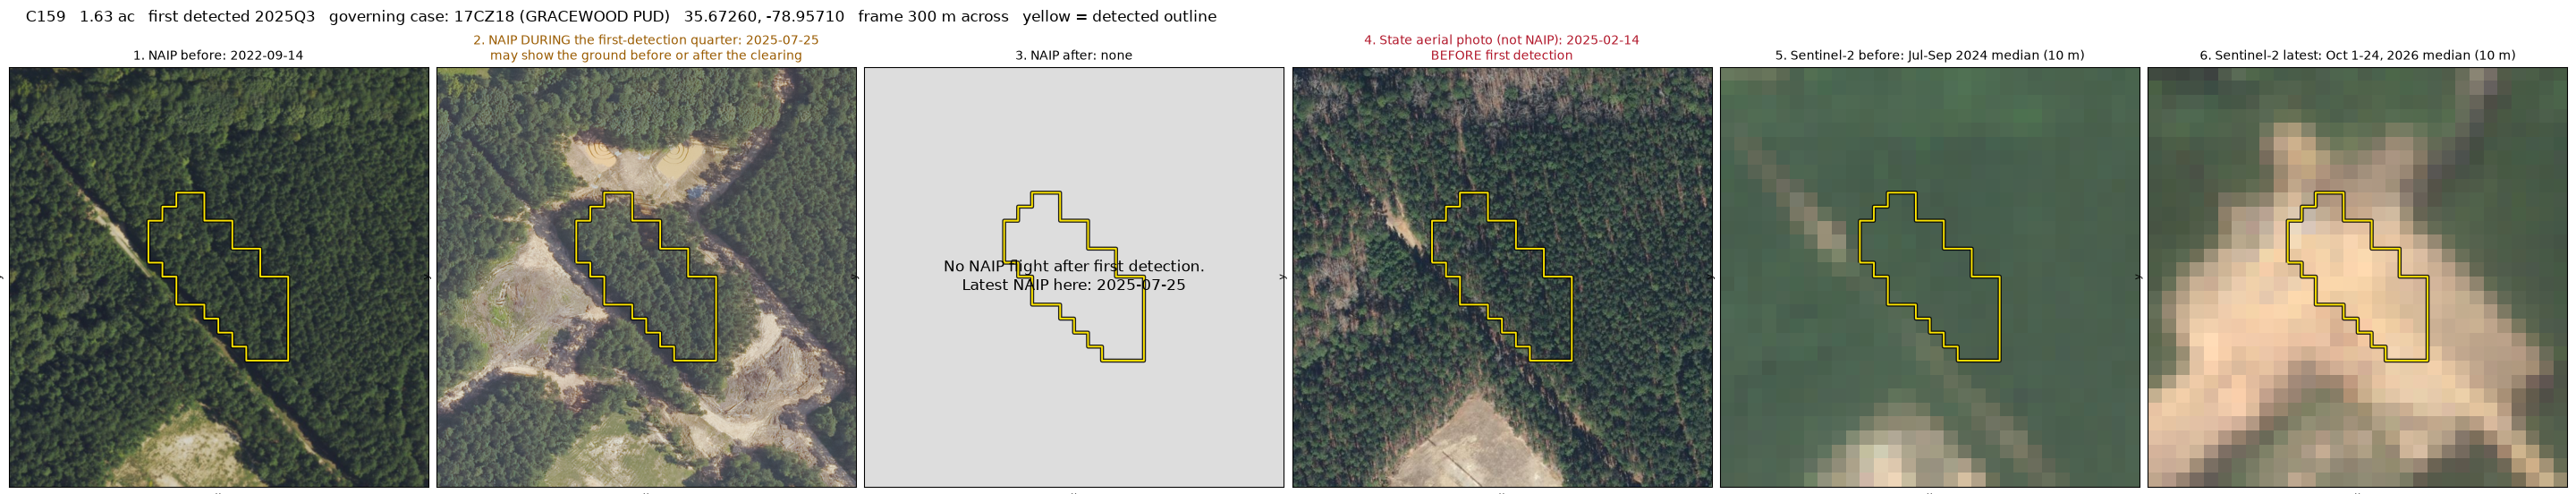 C159   1.63 ac   first detected 2025Q3   governing case: 17CZ18 (GRACEWOOD PUD)   35.67260, -78.95710   frame 300 m across   yellow = detected outline
1. NAIP before: 2022-09-14
2. NAIP DURING the first-detection quarter: 2025-07-25
may show the ground before or after the clearing
3. NAIP after: none
4. State aerial photo (not NAIP): 2025-02-14
BEFORE first detection
5. Sentinel-2 before: Jul-Sep 2024 median (10 m)
6. Sentinel-2 latest: Oct 1-24, 2026 median (10 m)
No NAIP flight after first detection.
Latest NAIP here: 2025-07-25